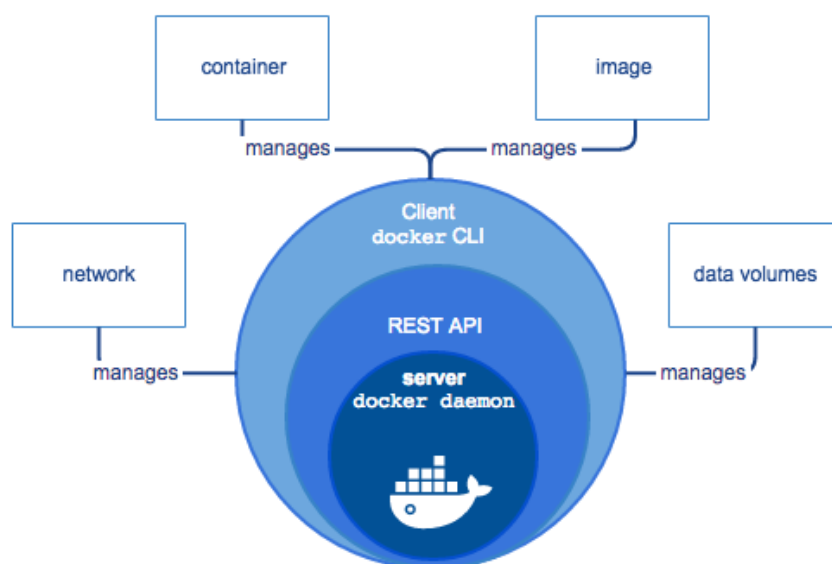 container
image
manages
manages
Client
docker CLI
network
data volumes
REST API
manages
server
manages
docker daemon